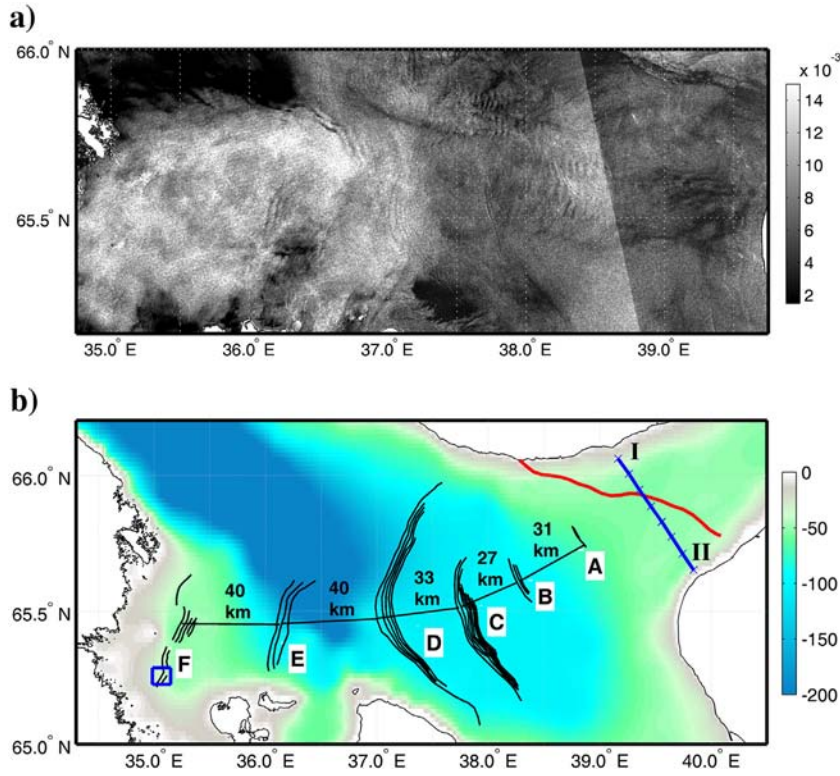 a)
66.0° N
65.5° N
35.0° E 36.0° E 37.0° E 38.0° E 39.0° E
x 10⁻³
14
12
10
8
6
4
2
b)
66.0° N
65.5° N
65.0° N
35.0° E 36.0° E 37.0° E 38.0° E 39.0° E 40.0° E
I
II
31
km
A
27
km
B
33
km
C
40
km
D
40
km
E
F
0
-50
-100
-150
-200